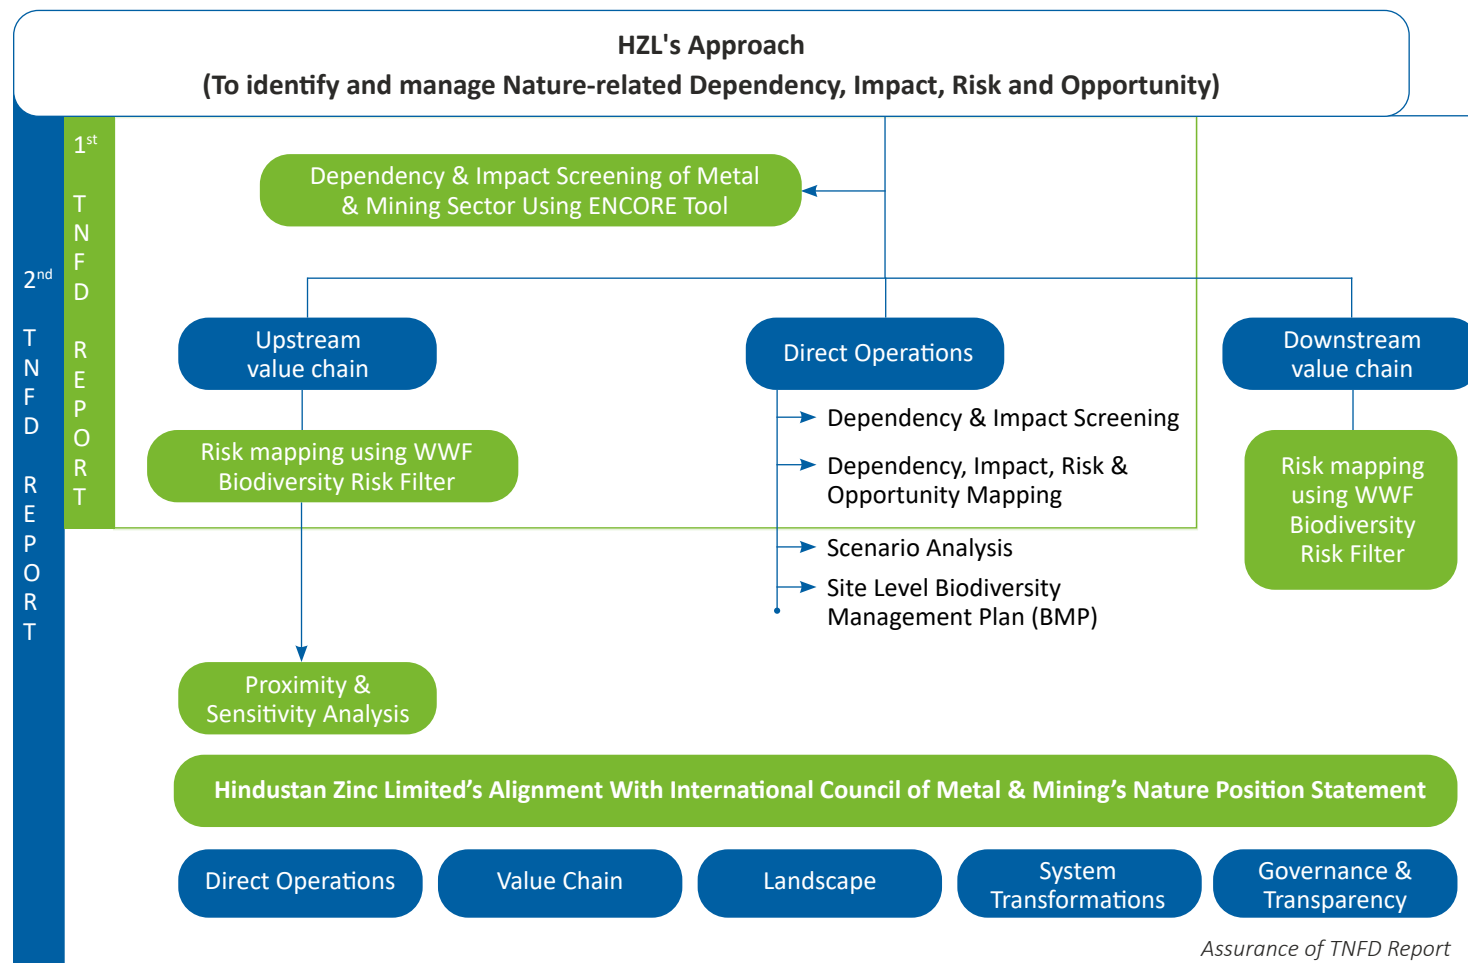 HZL's Approach
(To identify and manage Nature-related Dependency, Impact, Risk and Opportunity)
1st TNFD REPORT
2nd TNFD REPORT
Dependency & Impact Screening of Metal
& Mining Sector Using ENCORE Tool
Upstream
value chain
Direct Operations
Downstream
value chain
Risk mapping using WWF
Biodiversity Risk Filter
Dependency & Impact Screening
Dependency, Impact, Risk &
Opportunity Mapping
Scenario Analysis
Site Level Biodiversity
Management Plan (BMP)
Risk mapping
using WWF
Biodiversity
Risk Filter
Proximity &
Sensitivity Analysis
Hindustan Zinc Limited’s Alignment With International Council of Metal & Mining’s Nature Position Statement
Direct Operations
Value Chain
Landscape
System
Transformations
Governance &
Transparency
Assurance of TNFD Report